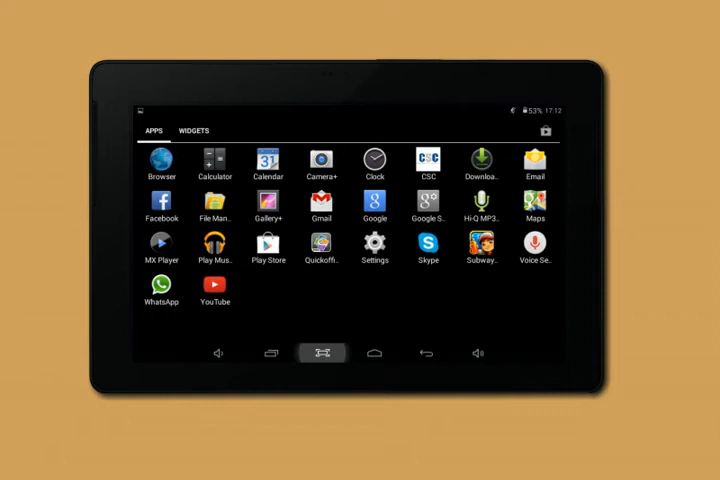 53% 17:12
APPS WIDGETS
31
CSC
Browser Calculator Calendar Camera+ Clock CSC Downloa.. Email
8
Facebook File Man.. Gallery+ Gmail Google Google S.. Hi-Q MP3.. Maps
MX Player Play Mus.. Play Store Quickoffi.. Settings Skype Subway.. Voice Se..
WhatsApp YouTube